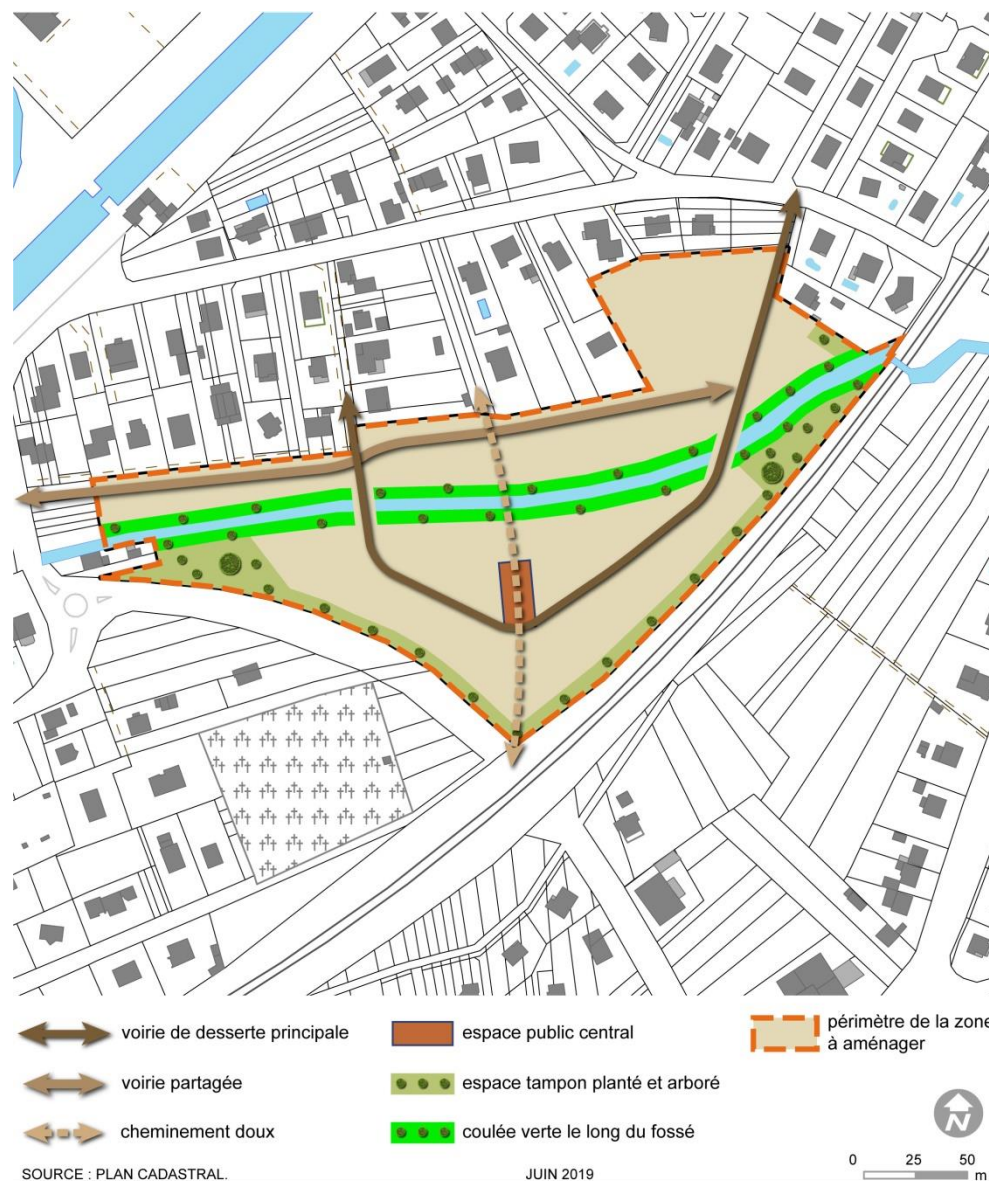 voirie de desserte principale
voirie partagée
cheminement doux
espace public central
espace tampon planté et arboré
coulée verte le long du fossé
périmètre de la zone
à aménager
N
0 25 50
m
SOURCE : PLAN CADASTRAL.
JUIN 2019